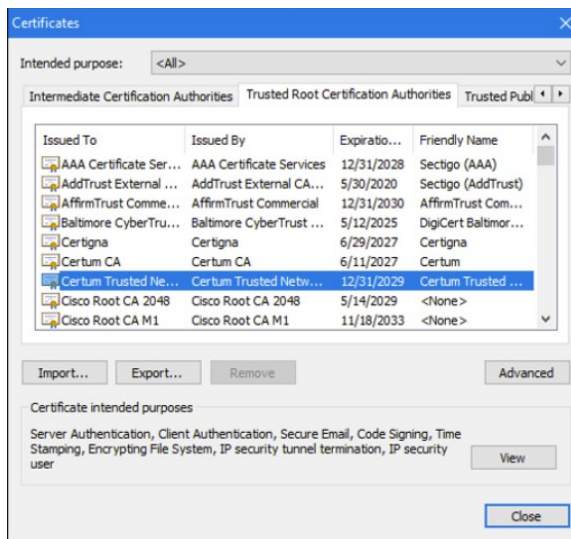 Certificates
Intended purpose: <All>
Intermediate Certification Authorities Trusted Root Certification Authorities Trusted Publ
Issued To Issued By Expiratio... Friendly Name
AAA Certificate Ser... AAA Certificate Services 12/31/2028 Sectigo (AAA)
AddTrust External ... AddTrust External CA... 5/30/2020 Sectigo (AddTrust)
AffirmTrust Comme... AffirmTrust Commercial 12/31/2030 AffirmTrust Com...
Baltimore CyberTru... Baltimore CyberTrust ... 5/12/2025 DigiCert Baltimor...
Certigna Certigna 6/29/2027 Certigna
Certum CA Certum CA 6/11/2027 Certum
Certum Trusted Ne... Certum Trusted Netw... 12/31/2029 Certum Trusted ...
Cisco Root CA 2048 Cisco Root CA 2048 5/14/2029 <None>
Cisco Root CA M1 Cisco Root CA M1 11/18/2033 <None>
Import... Export... Remove Advanced
Certificate intended purposes
Server Authentication, Client Authentication, Secure Email, Code Signing, Time
Stamping, Encrypting File System, IP security tunnel termination, IP security
user
View
Close